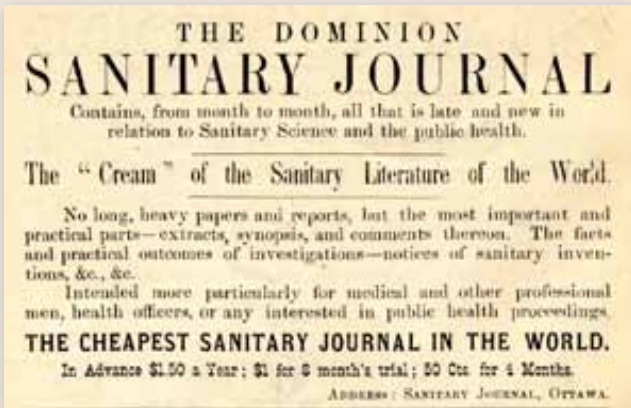 THE DOMINION
SANITARY JOURNAL
Contains, from month to month, all that is late and new in
relation to Sanitary Science and the public health.
The "Cream" of the Sanitary Literature of the World.
No long, heavy papers and reports, but the most important and
practical parts—extracts, synopsis, and comments thereon. The facts
and practical outcomes of investigations—notices of sanitary inven-
tions, &c., &c.
Intended more particularly for medical and other professional
men, health officers, or any interested in public health proceedings.
THE CHEAPEST SANITARY JOURNAL IN THE WORLD.
In Advance $1.50 a Year; $1 for 8 month's trial; 50 Cts. for 4 Months.
ADDRESS: SANITARY JOURNAL, OTTAWA.